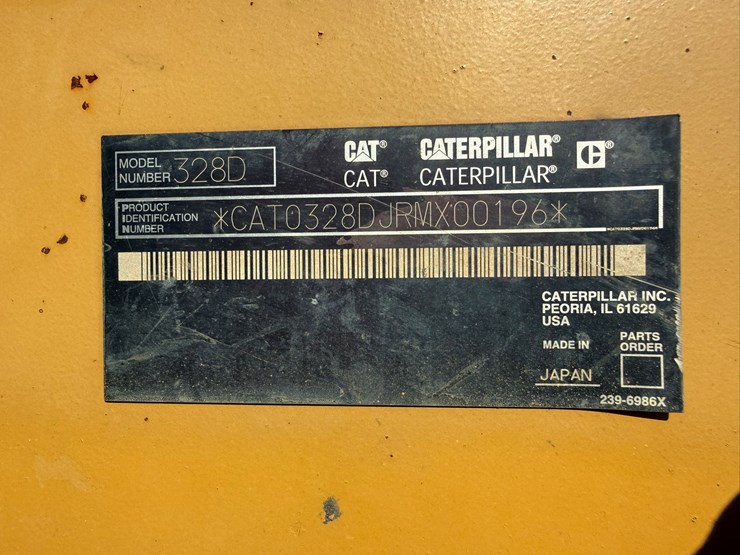 CAT® CATERPILLAR® C®
CAT® CATERPILLAR®
MODEL
NUMBER 328D
PRODUCT
IDENTIFICATION
NUMBER *CAT0328DJRMX00196*
CATERPILLAR INC.
PEORIA, IL 61629
USA
MADE IN
JAPAN
PARTS
ORDER
239-6986X